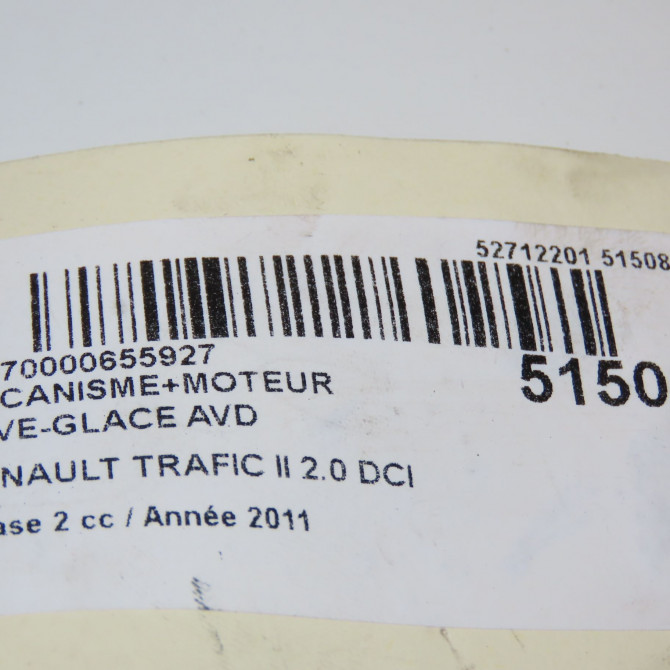 52712201 51508
70000655927
CANISME+MOTEUR
VE-GLACE AVD
5150
NAULT TRAFIC II 2.0 DCI
ase 2 cc / Année 2011